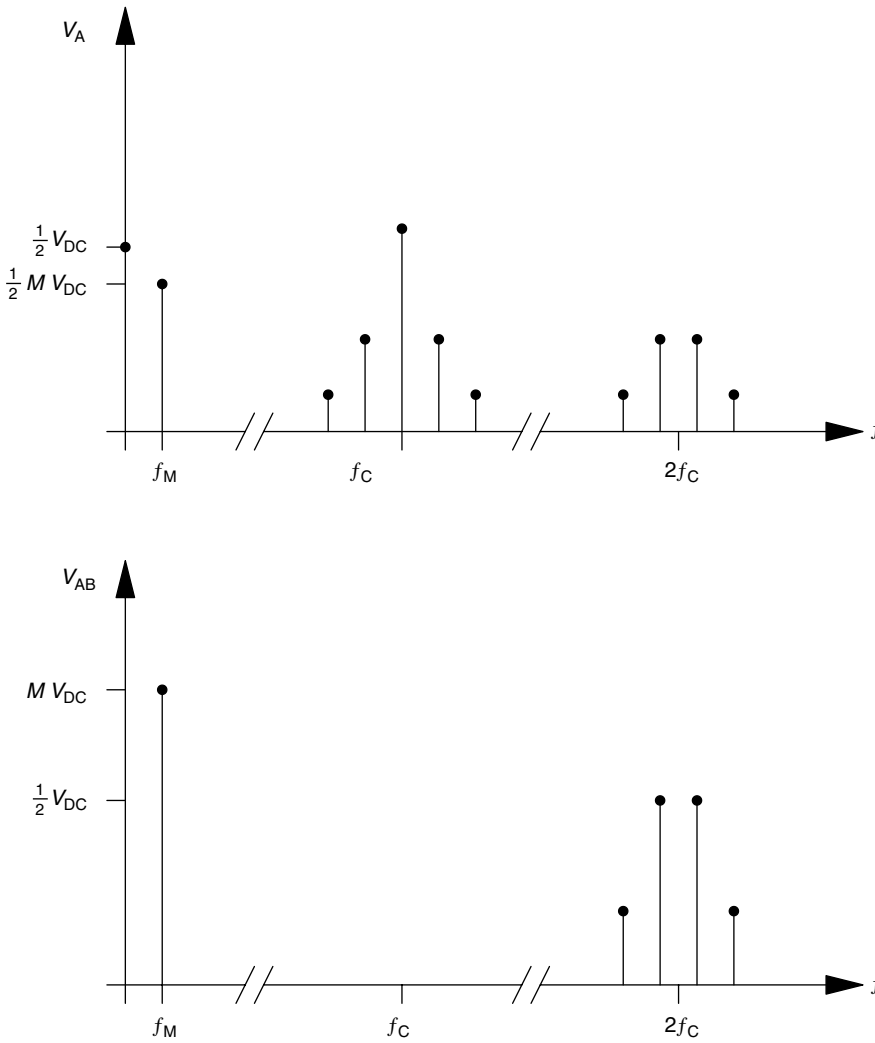 V_A
½ V_DC
½ M V_DC
f
f_M
f_C
2f_C
V_AB
M V_DC
½ V_DC
f
f_M
f_C
2f_C